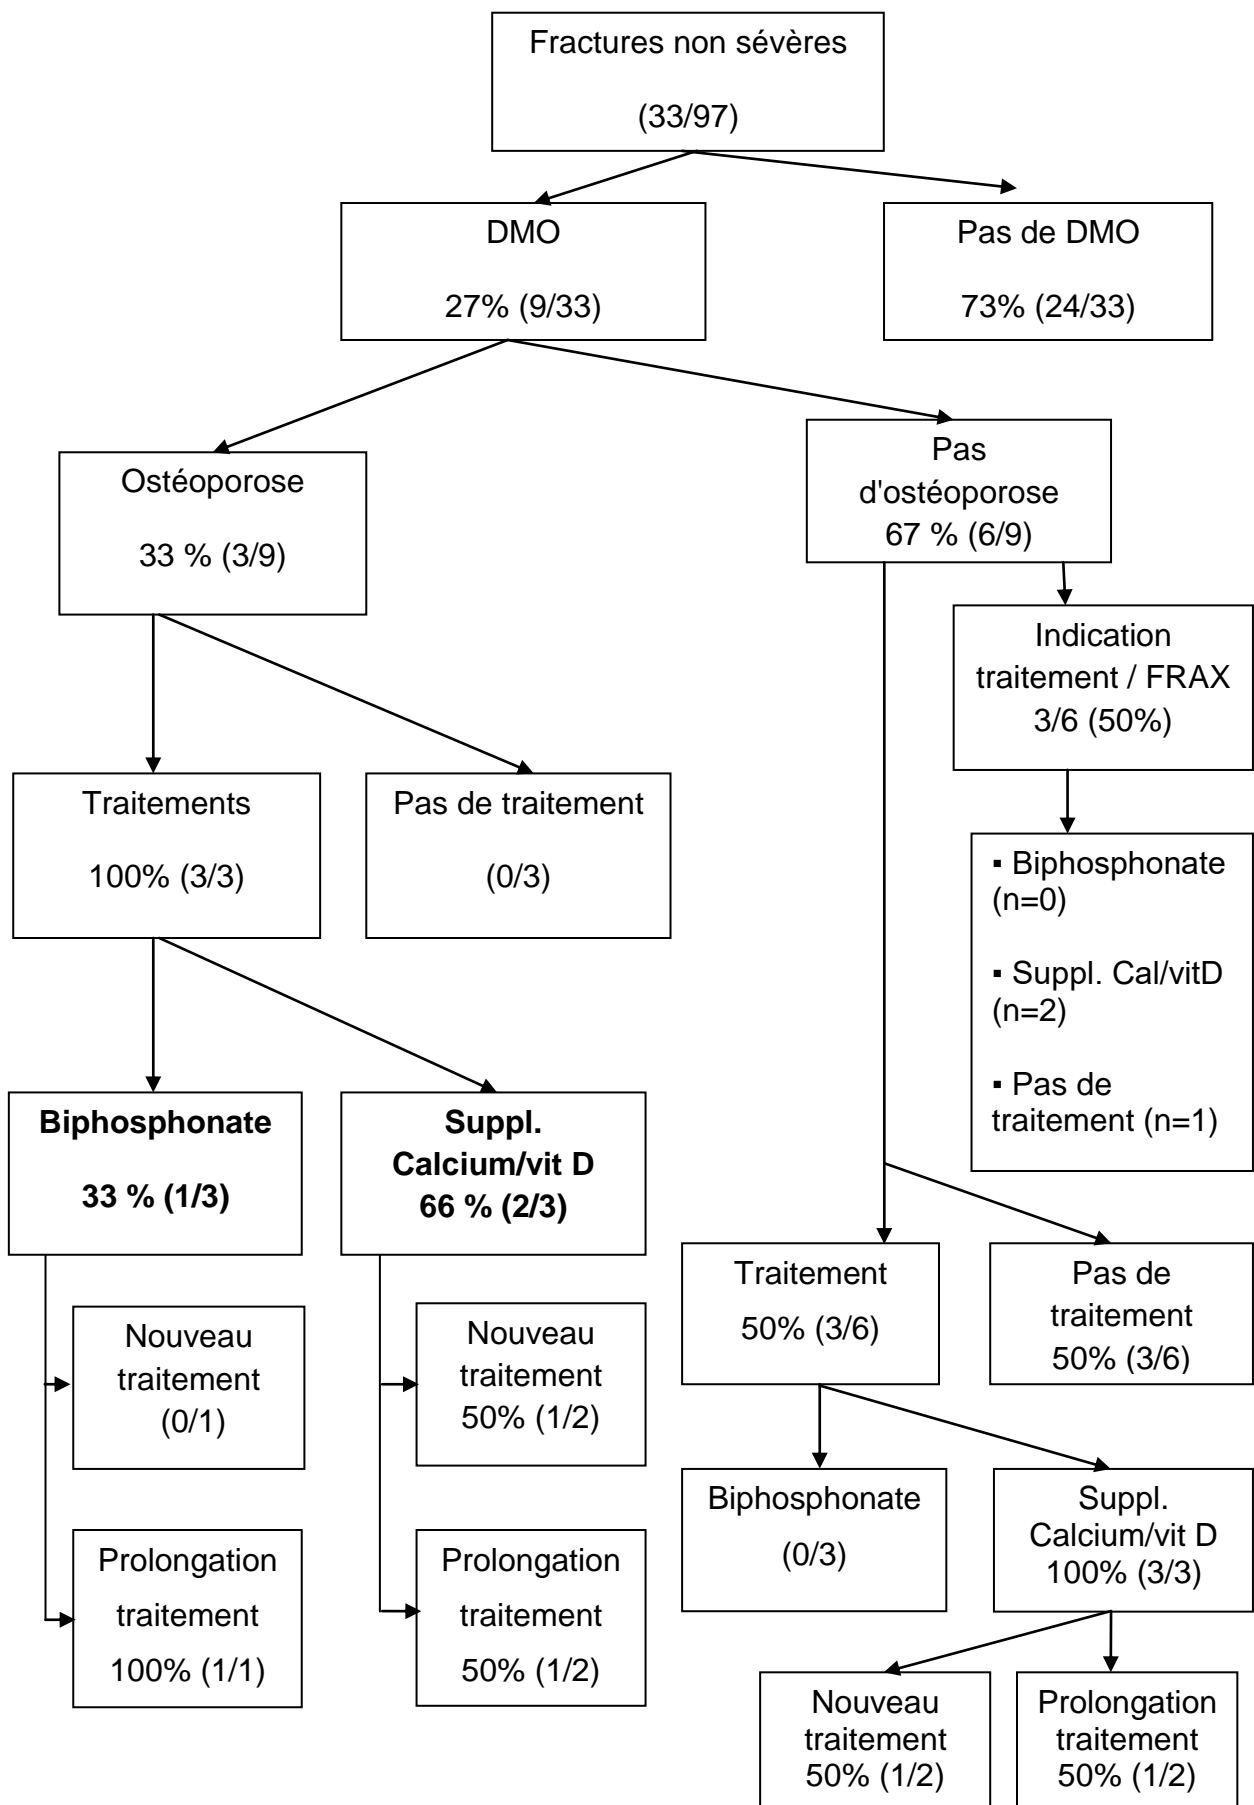 Fractures non sévères
(33/97)
DMO
27% (9/33)
Pas de DMO
73% (24/33)
Ostéoporose
33 % (3/9)
Pas
d'ostéoporose
67 % (6/9)
Indication
traitement / FRAX
3/6 (50%)
Traitements
100% (3/3)
Pas de traitement
(0/3)
▪ Biphosphonate
(n=0)
▪ Suppl. Cal/vitD
(n=2)
▪ Pas de
traitement (n=1)
Biphosphonate
33 % (1/3)
Suppl.
Calcium/vit D
66 % (2/3)
Traitement
50% (3/6)
Pas de
traitement
50% (3/6)
Nouveau
traitement
(0/1)
Nouveau
traitement
50% (1/2)
Biphosphonate
(0/3)
Suppl.
Calcium/vit D
100% (3/3)
Prolongation
traitement
100% (1/1)
Prolongation
traitement
50% (1/2)
Nouveau
traitement
50% (1/2)
Prolongation
traitement
50% (1/2)